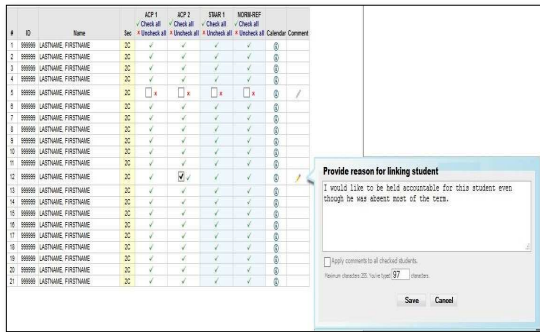 ACP 1 ACP 2 STAAR 1 NORM-REF
✓ Check all ✓ Check all ✓ Check all ✓ Check all
# ID Name Sec × Uncheck all × Uncheck all × Uncheck all × Uncheck all Calendar Comment
1 999999 LASTNAME, FIRSTNAME 2C
2 999999 LASTNAME, FIRSTNAME 2C
3 999999 LASTNAME, FIRSTNAME 2C
4 999999 LASTNAME, FIRSTNAME 2C
5 999999 LASTNAME, FIRSTNAME 2C
6 999999 LASTNAME, FIRSTNAME 2C
7 999999 LASTNAME, FIRSTNAME 2C
8 999999 LASTNAME, FIRSTNAME 2C
9 999999 LASTNAME, FIRSTNAME 2C
10 999999 LASTNAME, FIRSTNAME 2C
11 999999 LASTNAME, FIRSTNAME 2C
12 999999 LASTNAME, FIRSTNAME 2C
13 999999 LASTNAME, FIRSTNAME 2C
14 999999 LASTNAME, FIRSTNAME 2C
15 999999 LASTNAME, FIRSTNAME 2C
16 999999 LASTNAME, FIRSTNAME 2C
17 999999 LASTNAME, FIRSTNAME 2C
18 999999 LASTNAME, FIRSTNAME 2C
19 999999 LASTNAME, FIRSTNAME 2C
20 999999 LASTNAME, FIRSTNAME 2C
21 999999 LASTNAME, FIRSTNAME 2C
Provide reason for linking student
I would like to be held accountable for this student even
though he was absent most of the term.
Apply comments to all checked students.
Maximum characters: 225. You've typed 97 characters.
Save Cancel